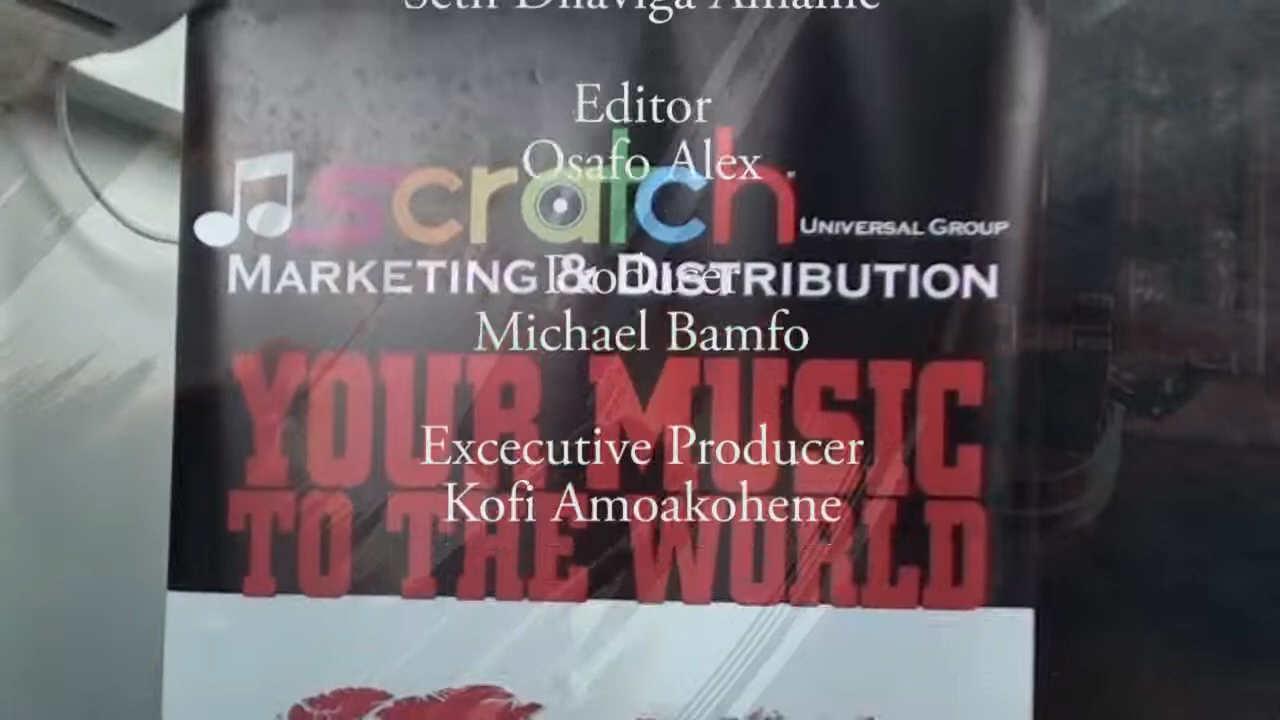 Editor
Osafo Alex
scratch
UNIVERSAL GROUP
Producer
MARKETING & DISTRIBUTION
Michael Bamfo
YOUR MUSIC
Excecutive Producer
Kofi Amoakohene
TO THE WORLD